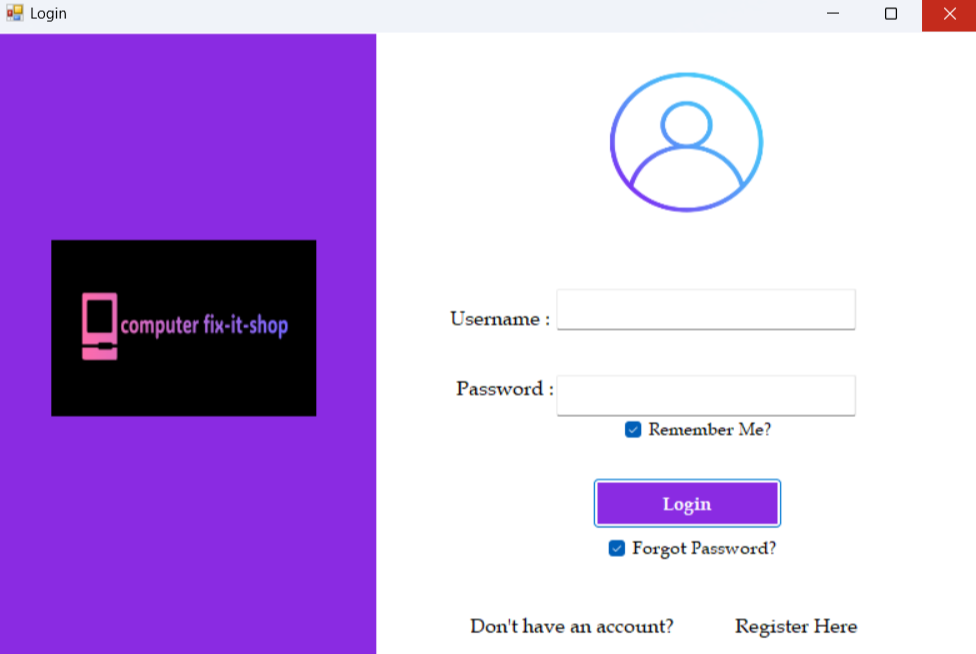 Login
computer fix-it-shop
Username :
Password :
Remember Me?
Login
Forgot Password?
Don't have an account? Register Here